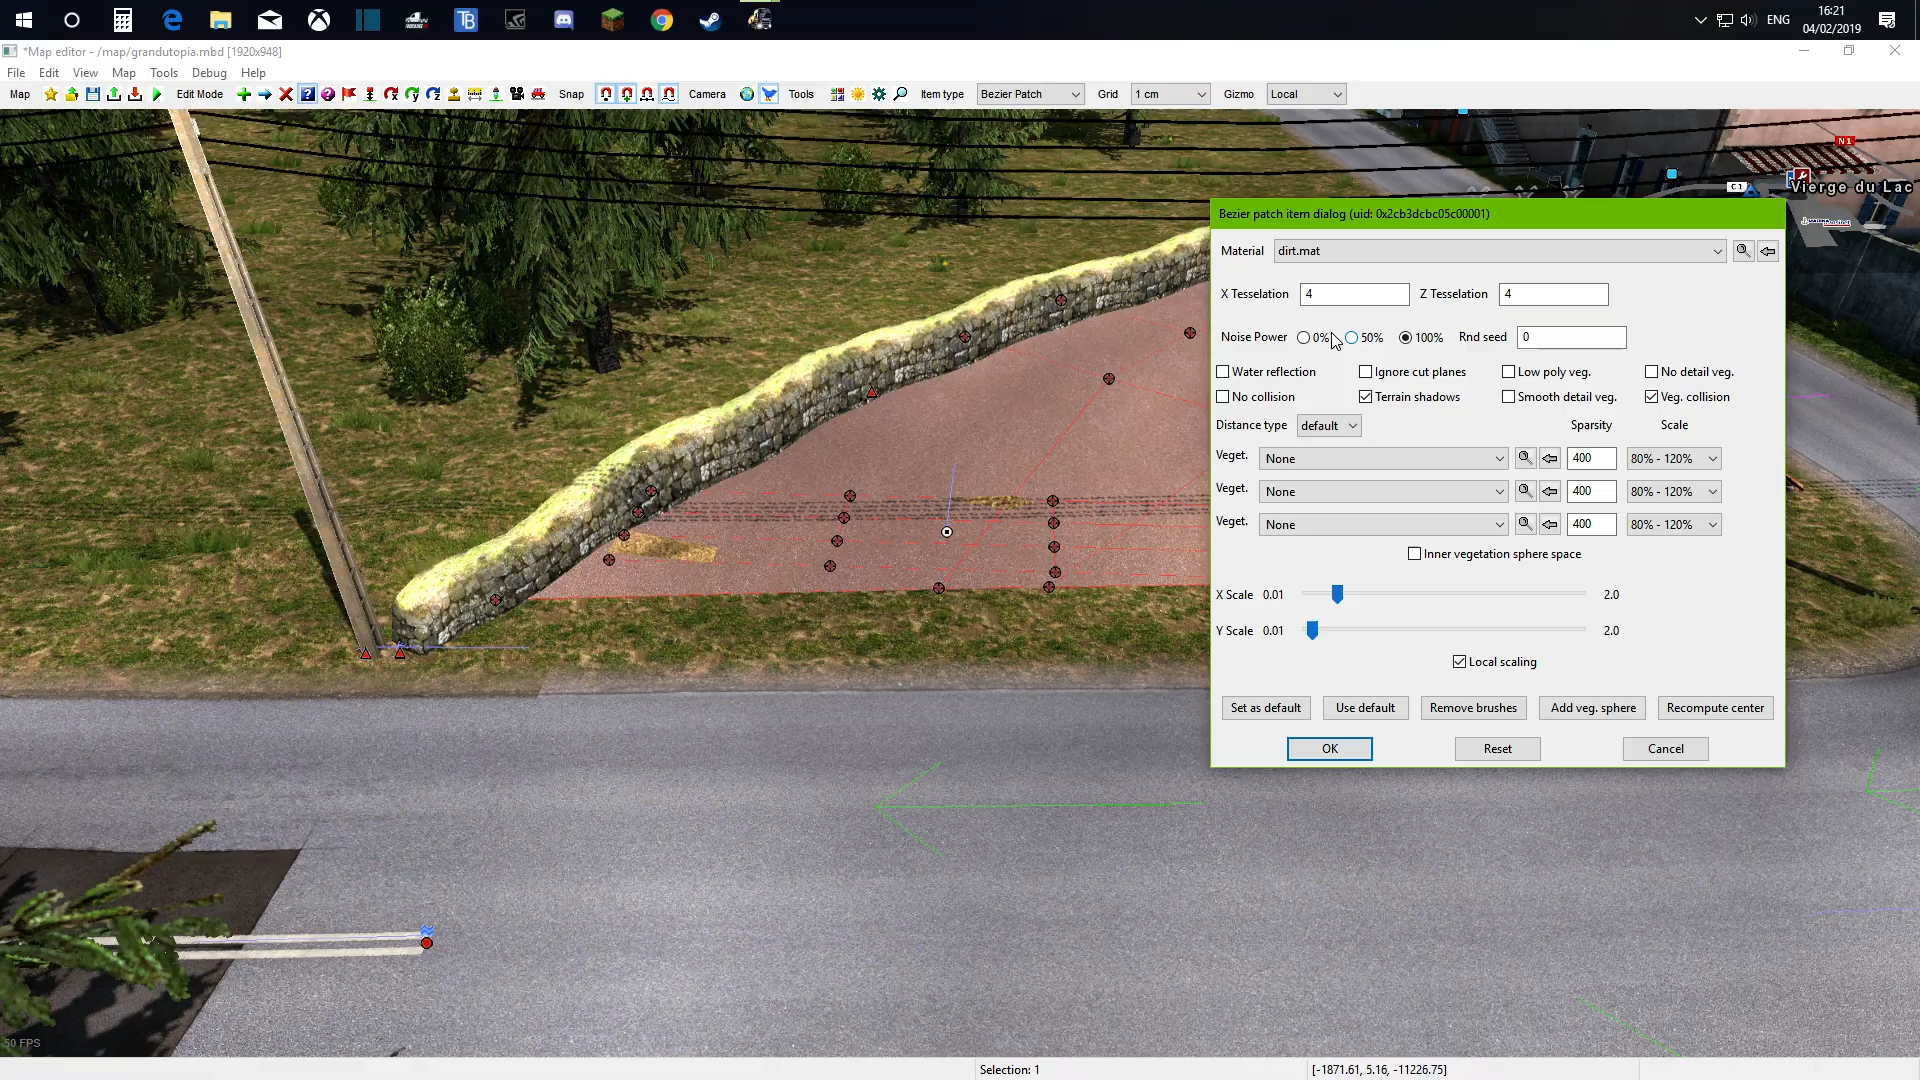 16:21
ENG
04/02/2019
TB
*Map editor - /map/grandutopia.mbd [1920x948]
File Edit View Map Tools Debug Help
Map Edit Mode Snap Camera Tools Item type Bezier Patch Grid 1 cm Gizmo Local
N1
C1
Vierge du Lac
Bezier patch item dialog (uid: 0x2cb3dcbc05c00001)
Material dirt.mat
X Tesselation 4 Z Tesselation 4
Noise Power 0% 50% 100% Rnd seed 0
Water reflection Ignore cut planes Low poly veg. No detail veg.
No collision Terrain shadows Smooth detail veg. Veg. collision
Distance type default Sparsity Scale
Veget. None 400 80% - 120%
Veget. None 400 80% - 120%
Veget. None 400 80% - 120%
Inner vegetation sphere space
X Scale 0.01 2.0
Y Scale 0.01 2.0
Local scaling
Set as default Use default Remove brushes Add veg. sphere Recompute center
OK Reset Cancel
50 FPS
Selection: 1 [-1871.61, 5.16, -11226.75]